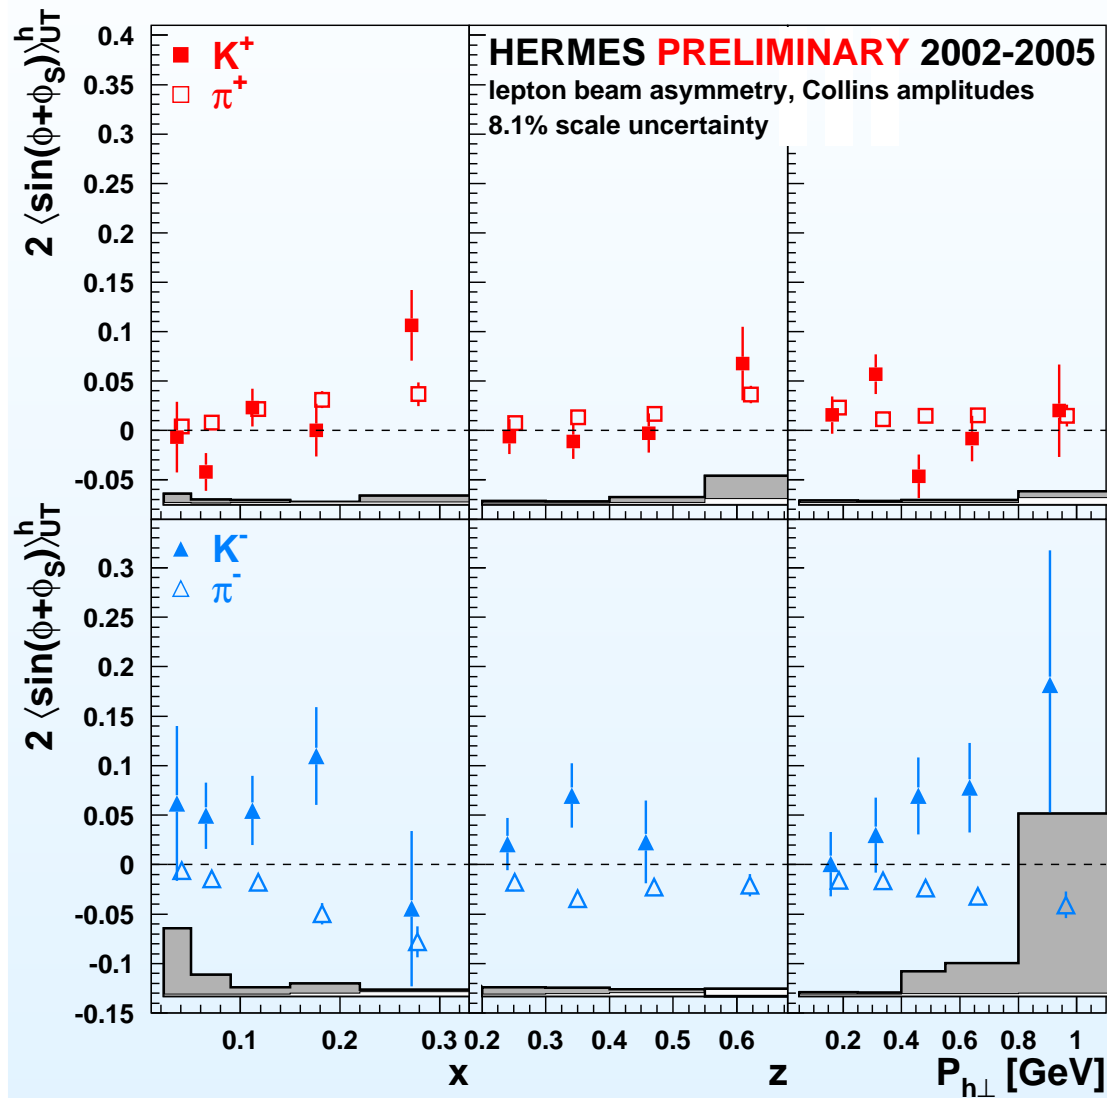 2 ⟨sin(ϕ+ϕS)⟩hUT
K+
π+
HERMES PRELIMINARY 2002-2005
lepton beam asymmetry, Collins amplitudes
8.1% scale uncertainty
0.4
0.35
0.3
0.25
0.2
0.15
0.1
0.05
0
-0.05
2 ⟨sin(ϕ+ϕS)⟩hUT
K-
π-
0.3
0.25
0.2
0.15
0.1
0.05
0
-0.05
-0.1
-0.15
0.1 0.2 0.3 0.2 0.3 0.4 0.5 0.6 0.2 0.4 0.6 0.8 1
x z Ph⊥ [GeV]